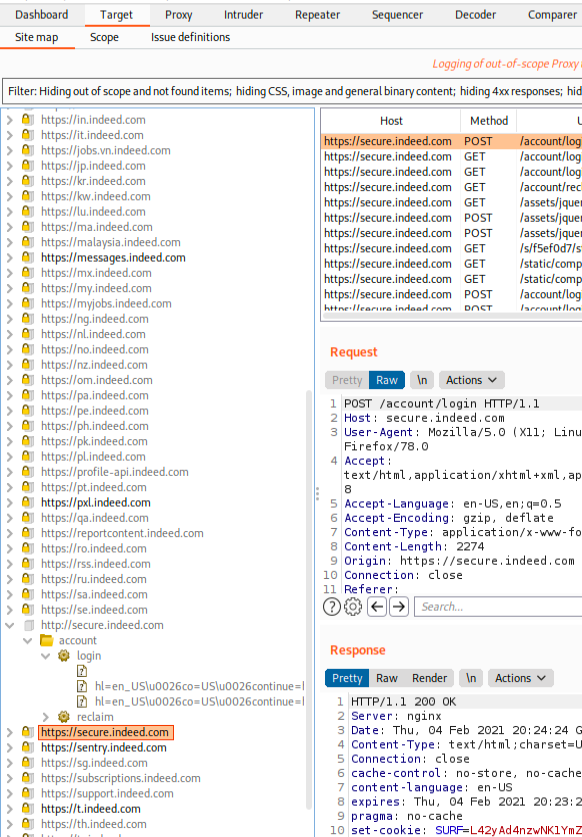 Dashboard Target Proxy Intruder Repeater Sequencer Decoder Comparer
Site map Scope Issue definitions
Logging of out-of-scope Proxy
Filter: Hiding out of scope and not found items; hiding CSS, image and general binary content; hiding 4xx responses; hid
https://in.indeed.com
https://it.indeed.com
https://jobs.vn.indeed.com
https://jp.indeed.com
https://kr.indeed.com
https://kw.indeed.com
https://lu.indeed.com
https://ma.indeed.com
https://malaysia.indeed.com
https://messages.indeed.com
https://mx.indeed.com
https://my.indeed.com
https://myjobs.indeed.com
https://ng.indeed.com
https://nl.indeed.com
https://no.indeed.com
https://nz.indeed.com
https://om.indeed.com
https://pa.indeed.com
https://pe.indeed.com
https://ph.indeed.com
https://pk.indeed.com
https://pl.indeed.com
https://profile-api.indeed.com
https://pt.indeed.com
https://pxl.indeed.com
https://qa.indeed.com
https://reportcontent.indeed.com
https://ro.indeed.com
https://rss.indeed.com
https://ru.indeed.com
https://sa.indeed.com
https://se.indeed.com
http://secure.indeed.com
account
login
hl=en_US\u0026co=US\u0026continue=l
hl=en_US\u0026co=US\u0026continue=l
reclaim
https://secure.indeed.com
https://sentry.indeed.com
https://sg.indeed.com
https://subscriptions.indeed.com
https://support.indeed.com
https://t.indeed.com
https://th.indeed.com
Host Method U
https://secure.indeed.com POST /account/log
https://secure.indeed.com GET /account/log
https://secure.indeed.com GET /account/log
https://secure.indeed.com GET /account/recl
https://secure.indeed.com GET /assets/jque
https://secure.indeed.com POST /assets/jque
https://secure.indeed.com POST /assets/jque
https://secure.indeed.com GET /s/f5ef0d7/s
https://secure.indeed.com GET /static/comp
https://secure.indeed.com GET /static/comp
https://secure.indeed.com POST /account/log
https://secure.indeed.com POST /account/log
Request
Pretty Raw \n Actions
1 POST /account/login HTTP/1.1
2 Host: secure.indeed.com
3 User-Agent: Mozilla/5.0 (X11; Linu
Firefox/78.0
4 Accept:
text/html,application/xhtml+xml,ap
8
5 Accept-Language: en-US,en;q=0.5
6 Accept-Encoding: gzip, deflate
7 Content-Type: application/x-www-fo
8 Content-Length: 2274
9 Origin: https://secure.indeed.com
10 Connection: close
11 Referer:
Search...
Response
Pretty Raw Render \n Actions
1 HTTP/1.1 200 OK
2 Server: nginx
3 Date: Thu, 04 Feb 2021 20:24:24 G
4 Content-Type: text/html;charset=U
5 Connection: close
6 cache-control: no-store, no-cache
7 content-language: en-US
8 expires: Thu, 04 Feb 2021 20:23:2
9 pragma: no-cache
10 set-cookie: SURF=L42yAd4nzwNKlYm2